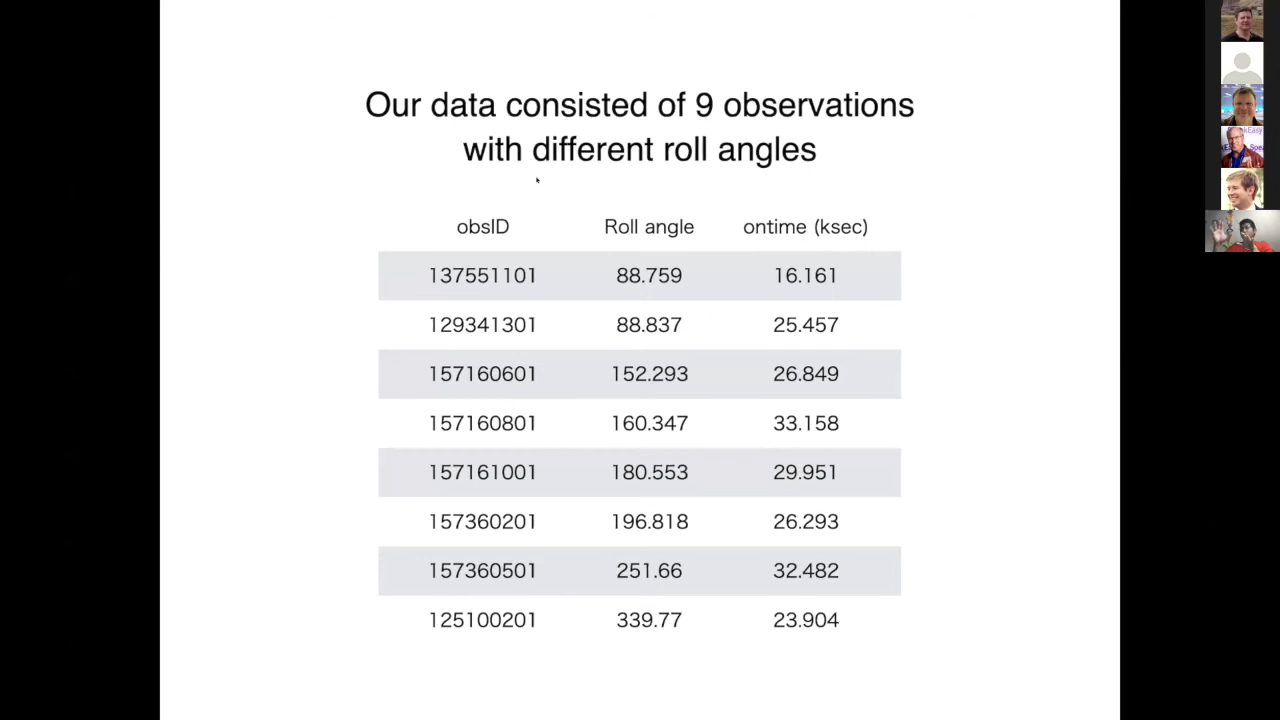 Our data consisted of 9 observations
with different roll angles
obsID Roll angle ontime (ksec)
137551101 88.759 16.161
129341301 88.837 25.457
157160601 152.293 26.849
157160801 160.347 33.158
157161001 180.553 29.951
157360201 196.818 26.293
157360501 251.66 32.482
125100201 339.77 23.904